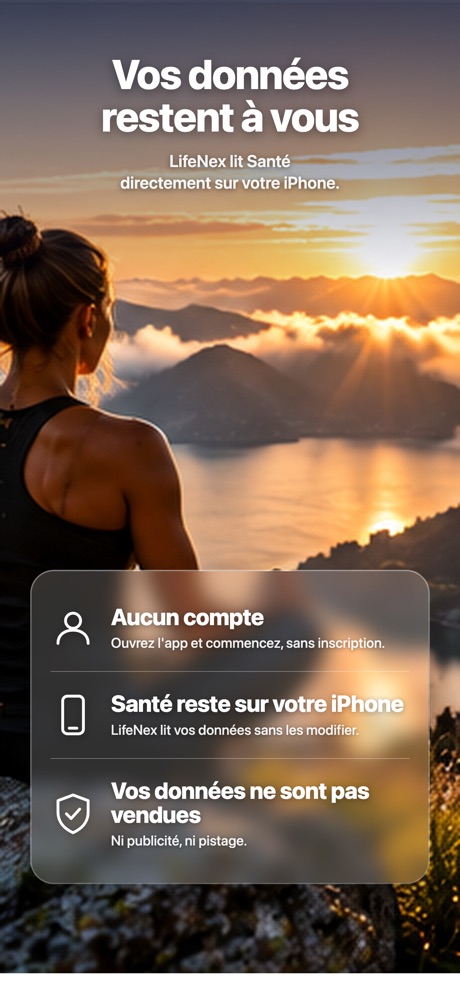 Vos données
restent à vous
LifeNex lit Santé
directement sur votre iPhone.
Aucun compte
Ouvrez l'app et commencez, sans inscription.
Santé reste sur votre iPhone
LifeNex lit vos données sans les modifier.
Vos données ne sont pas
vendues
Ni publicité, ni pistage.